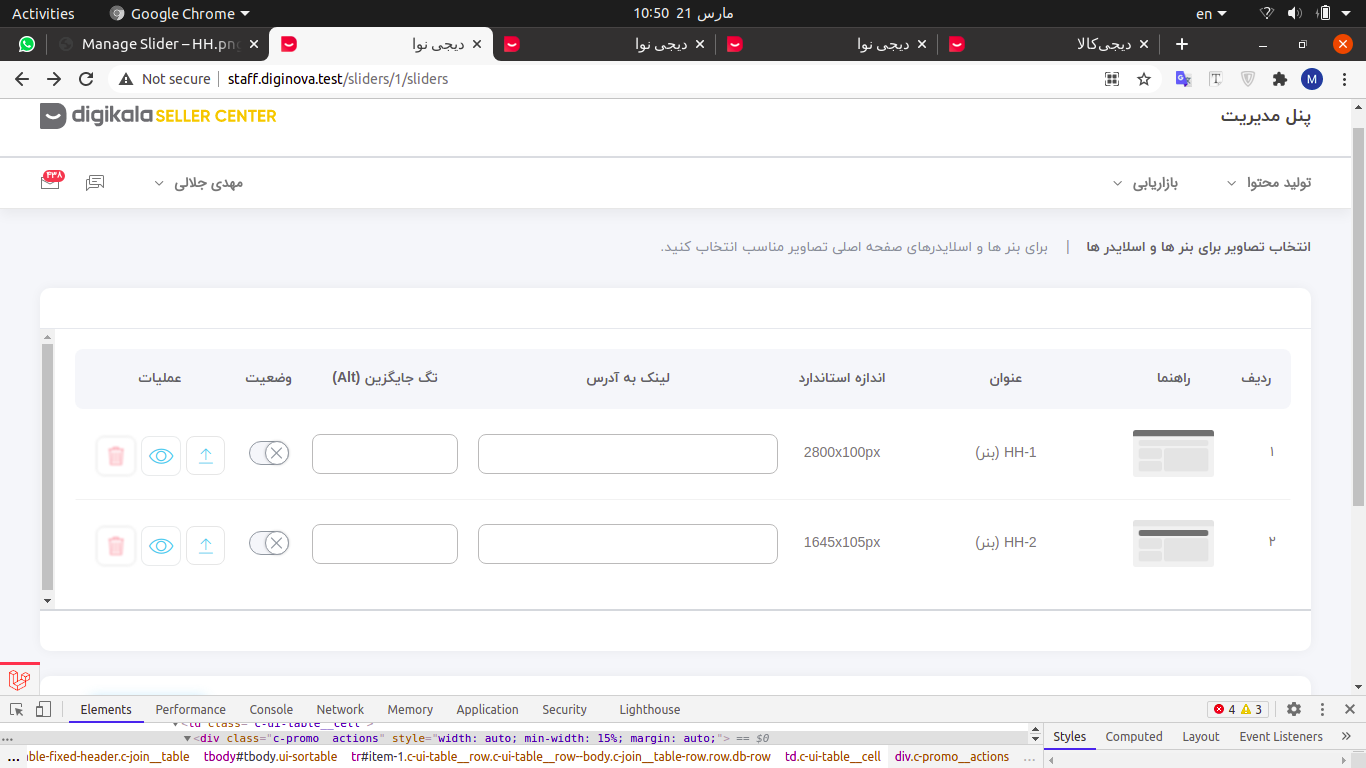 Activities Google Chrome 10:50 21 مارس en
Manage Slider – HH.png دیجی نوا دیجی نوا دیجی نوا دیجی‌کالا
Not secure staff.diginova.test/sliders/1/sliders M
digikala SELLER CENTER پنل مدیریت
تولید محتوا بازاریابی مهدی جلالی ۴۳۸
انتخاب تصاویر برای بنر ها و اسلایدر ها | برای بنر ها و اسلایدرهای صفحه اصلی تصاویر مناسب انتخاب کنید.
ردیف راهنما عنوان اندازه استاندارد لینک به آدرس تگ جایگزین (Alt) وضعیت عملیات
۱ HH-1 (بنر) 2800x100px
۲ HH-2 (بنر) 1645x105px
Elements Performance Console Network Memory Application Security Lighthouse 4 3
<td class="c-ui-table__cell">
<div class="c-promo__actions" style="width: auto; min-width: 15%; margin: auto;"> == $0
Styles Computed Layout Event Listeners
... ble-fixed-header.c-join__table tbody#tbody.ui-sortable tr#item-1.c-ui-table__row.c-ui-table__row--body.c-join__table-row.row.db-row td.c-ui-table__cell div.c-promo__actions ...